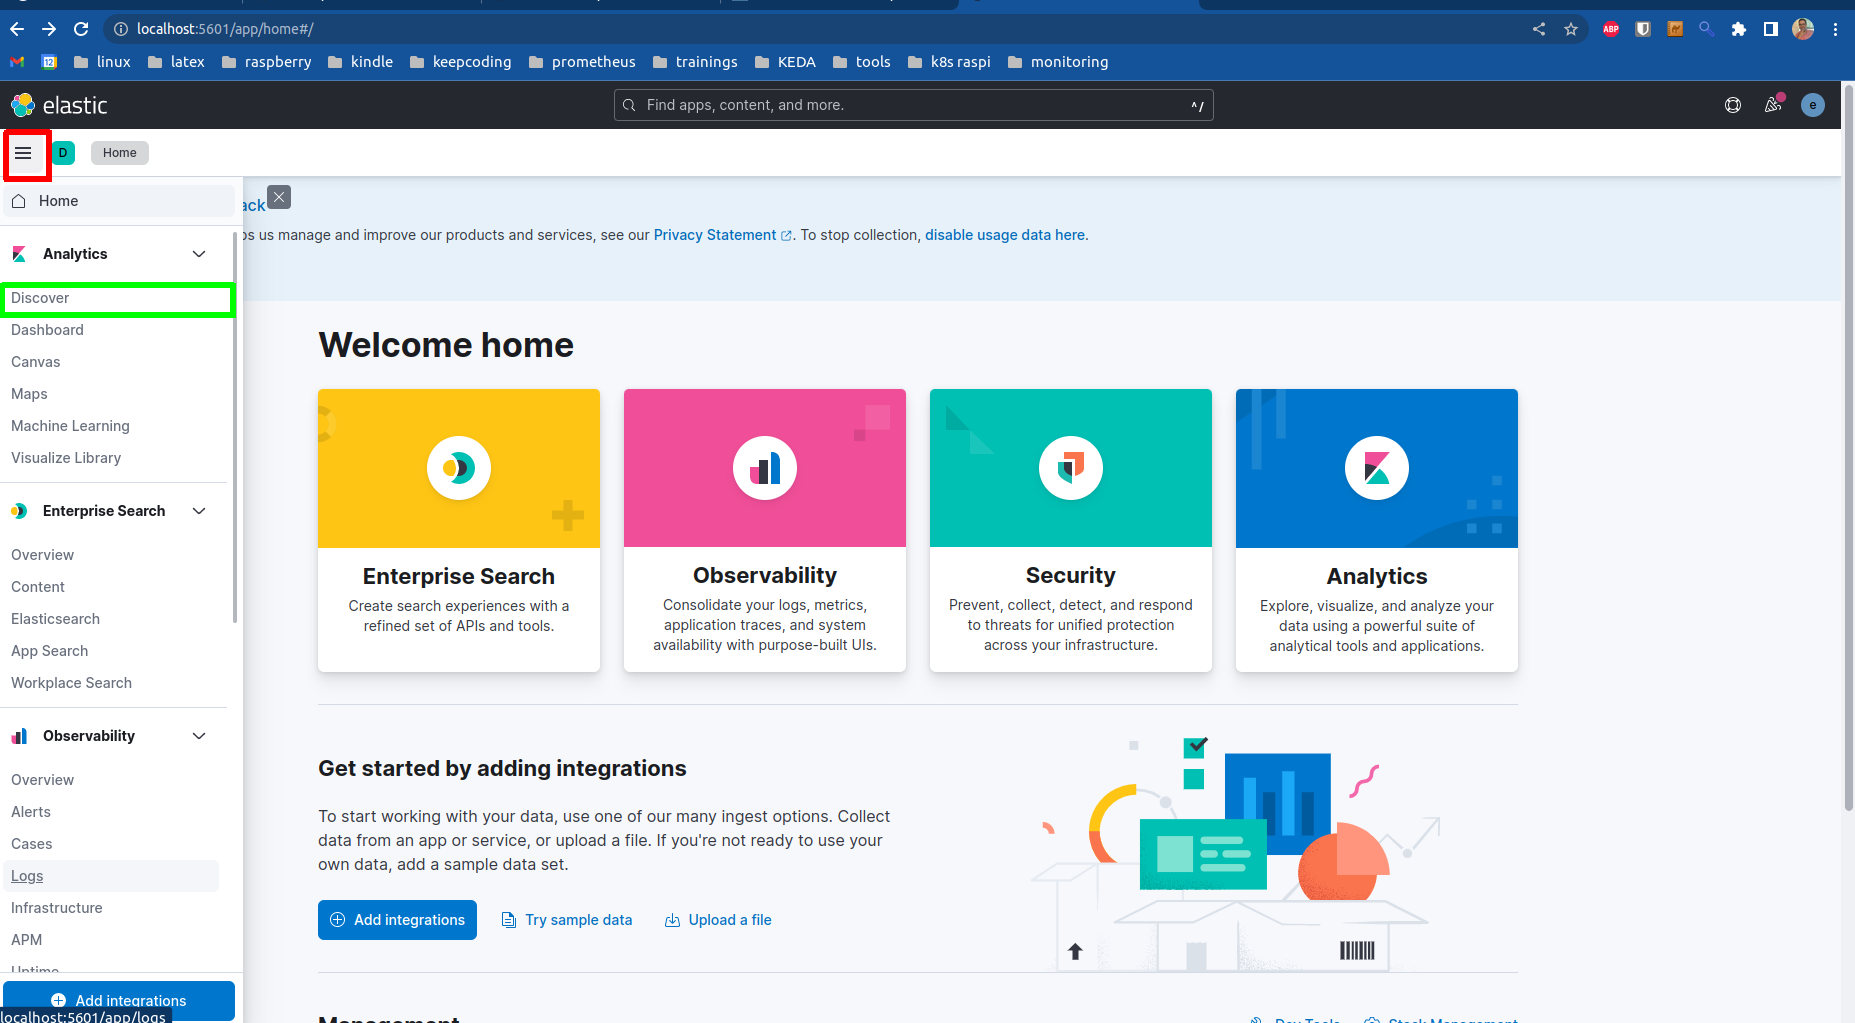 localhost:5601/app/home#/
ABP
12 linux latex raspberry kindle keepcoding prometheus trainings KEDA tools k8s raspi monitoring
elastic Find apps, content, and more. ^/ e
D Home
Home
ack
os us manage and improve our products and services, see our Privacy Statement. To stop collection, disable usage data here.
Analytics
Discover
Dashboard
Canvas
Maps
Machine Learning
Visualize Library
Enterprise Search
Overview
Content
Elasticsearch
App Search
Workplace Search
Observability
Overview
Alerts
Cases
Logs
Infrastructure
APM
Uptime
Add integrations
localhost:5601/app/logs
Welcome home
Enterprise Search
Create search experiences with a
refined set of APIs and tools.
Observability
Consolidate your logs, metrics,
application traces, and system
availability with purpose-built UIs.
Security
Prevent, collect, detect, and respond
to threats for unified protection
across your infrastructure.
Analytics
Explore, visualize, and analyze your
data using a powerful suite of
analytical tools and applications.
Get started by adding integrations
To start working with your data, use one of our many ingest options. Collect
data from an app or service, or upload a file. If you're not ready to use your
own data, add a sample data set.
Add integrations Try sample data Upload a file
Management Dev Tools Stack Management